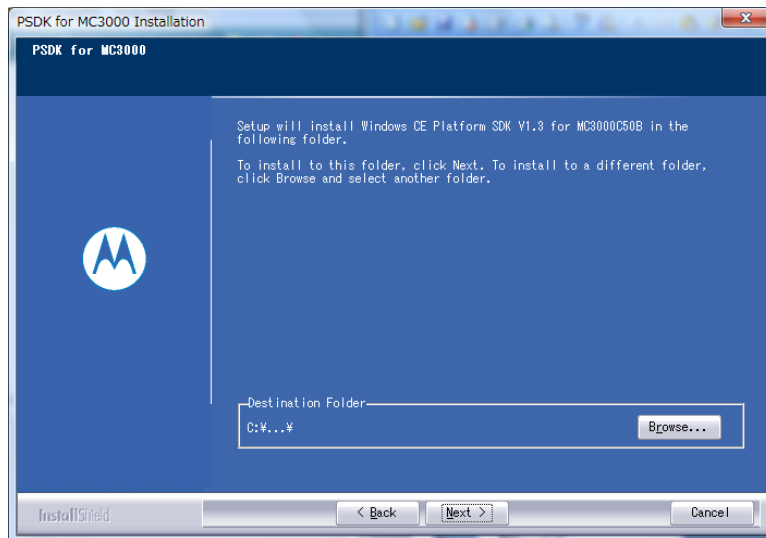 PSDK for MC3000 Installation
PSDK for MC3000
Setup will install Windows CE Platform SDK V1.3 for MC3000C50B in the
following folder.
To install to this folder, click Next. To install to a different folder,
click Browse and select another folder.
Destination Folder
C:¥...¥
Browse...
InstallShield
< Back
Next >
Cancel